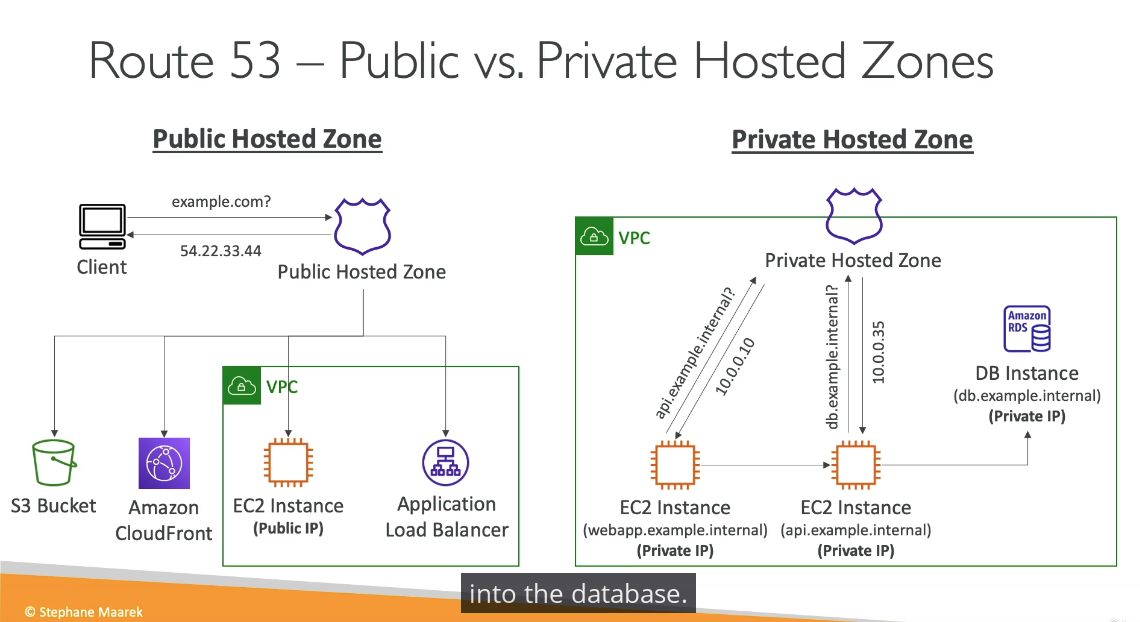 Route 53 – Public vs. Private Hosted Zones
Public Hosted Zone
example.com?
54.22.33.44
Client
Public Hosted Zone
VPC
S3 Bucket
Amazon
CloudFront
EC2 Instance
(Public IP)
Application
Load Balancer
Private Hosted Zone
VPC
Private Hosted Zone
api.example.internal?
10.0.0.10
db.example.internal?
10.0.0.35
Amazon
RDS
DB Instance
(db.example.internal)
(Private IP)
EC2 Instance
(webapp.example.internal)
(Private IP)
EC2 Instance
(api.example.internal)
(Private IP)
into the database.
© Stephane Maarek